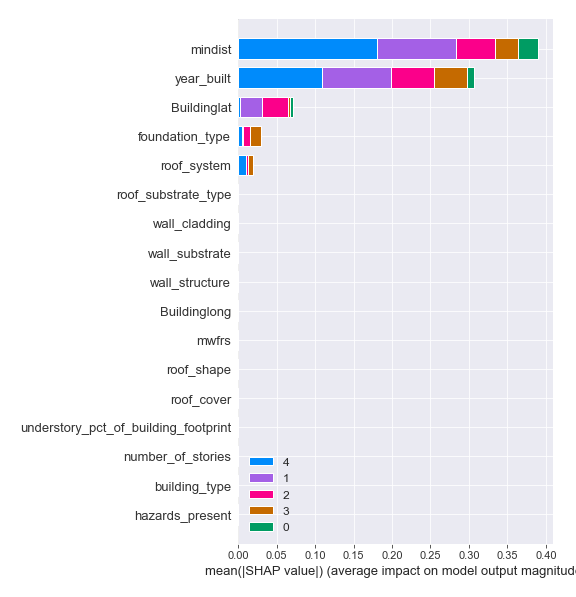 mindist
year_built
Buildinglat
foundation_type
roof_system
roof_substrate_type
wall_cladding
wall_substrate
wall_structure
Buildinglong
mwfrs
roof_shape
roof_cover
understory_pct_of_building_footprint
number_of_stories
building_type
hazards_present
4
1
2
3
0
0.00 0.05 0.10 0.15 0.20 0.25 0.30 0.35 0.40
mean(|SHAP value|) (average impact on model output magnitude